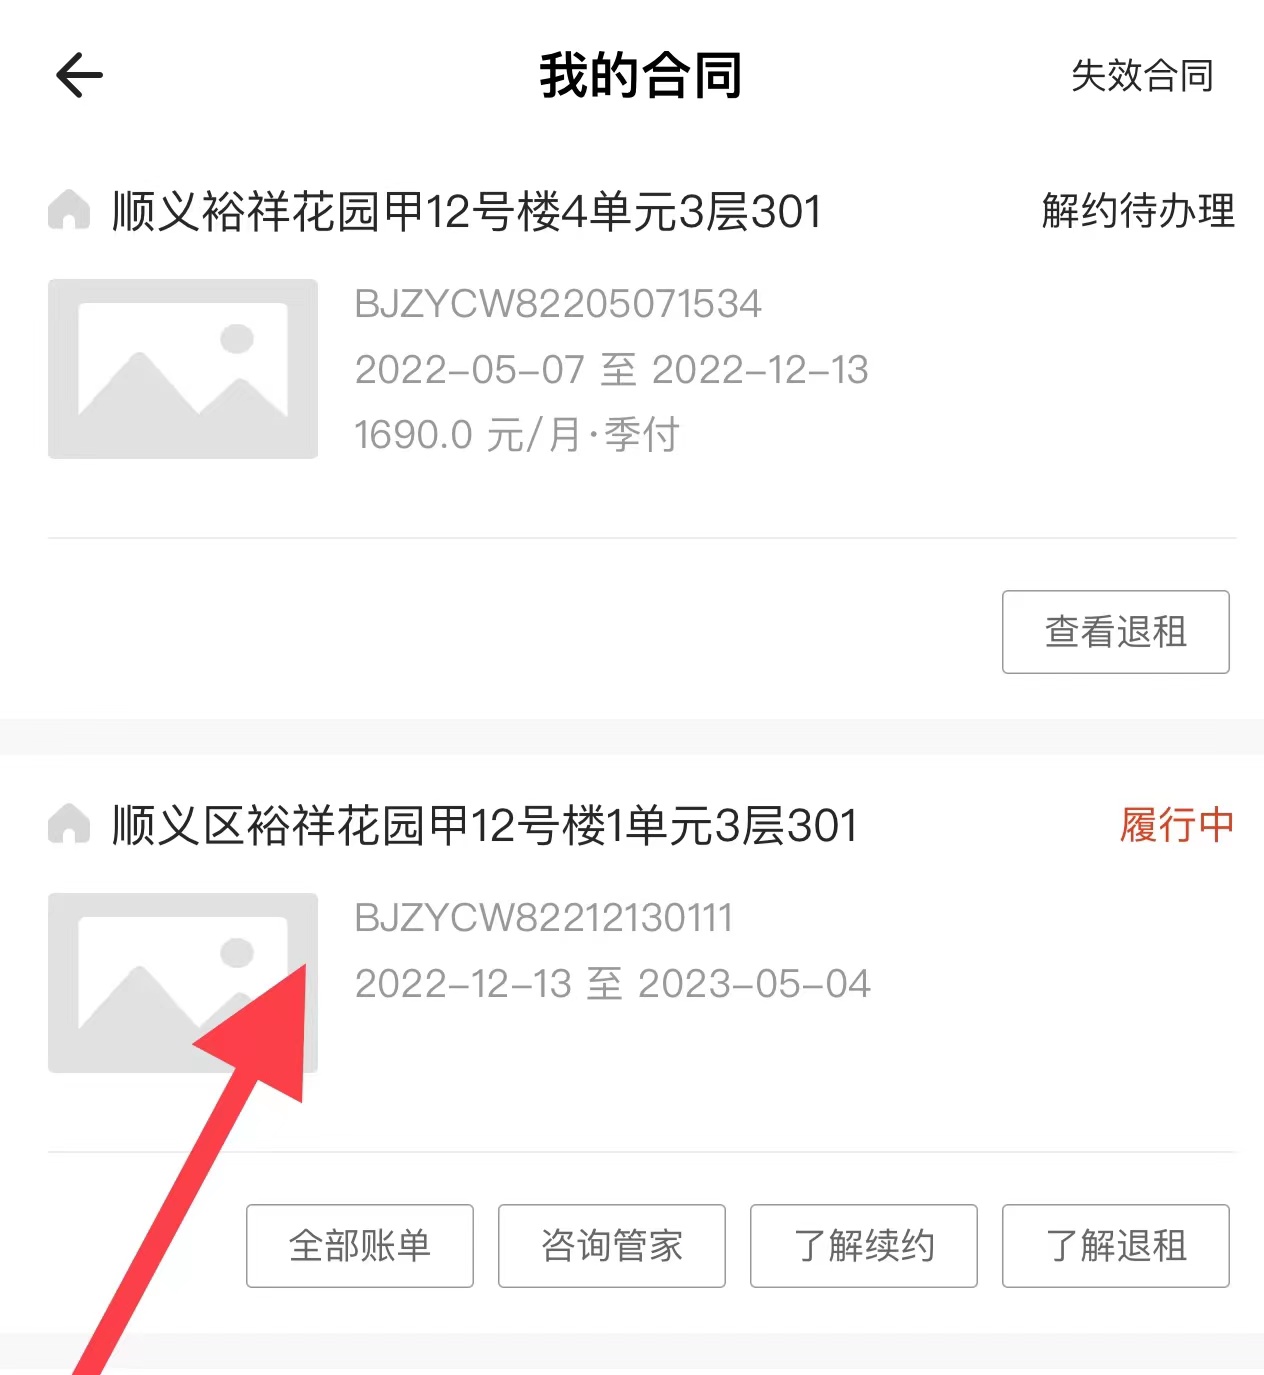 我的合同
失效合同
顺义裕祥花园甲12号楼4单元3层301
解约待办理
BJZYCW82205071534
2022-05-07 至 2022-12-13
1690.0 元/月·季付
查看退租
顺义区裕祥花园甲12号楼1单元3层301
履行中
BJZYCW82212130111
2022-12-13 至 2023-05-04
全部账单
咨询管家
了解续约
了解退租